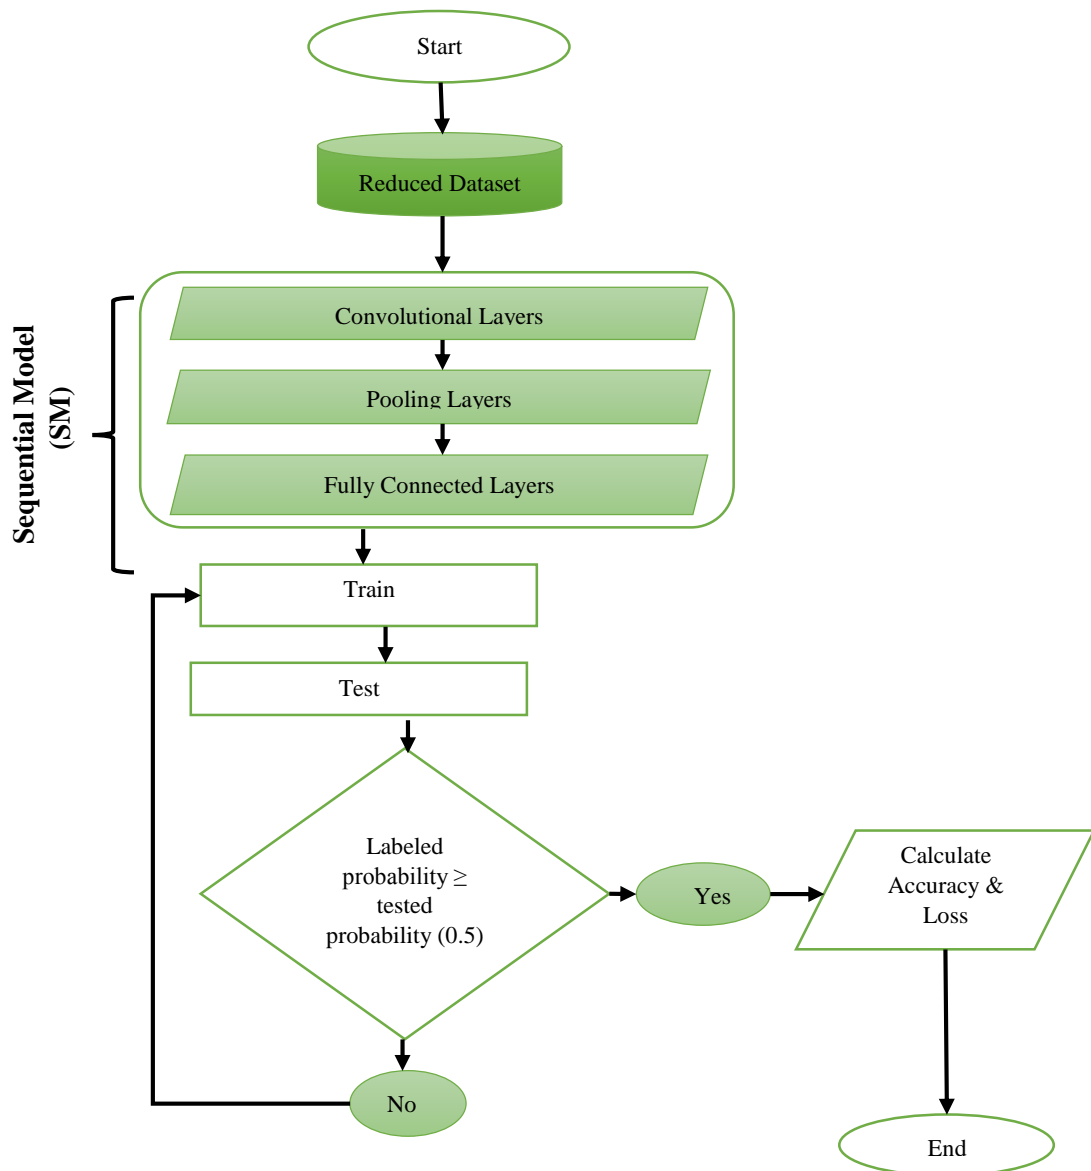 Start
Reduced Dataset
Convolutional Layers
Pooling Layers
Fully Connected Layers
Sequential Model
(SM)
Train
Test
Labeled
probability ≥
tested
probability (0.5)
Yes
Calculate
Accuracy &
Loss
No
End